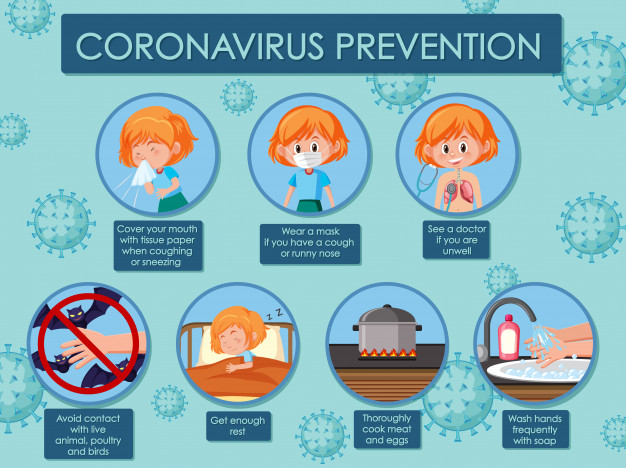 CORONAVIRUS PREVENTION
Cover your mouth
with tissue paper
when coughing
or sneezing
Wear a mask
if you have a cough
or runny nose
See a doctor
if you are
unwell
Avoid contact
with live
animal, poultry
and birds
z z
Get enough
rest
Thoroughly
cook meat
and eggs
Wash hands
frequently
with soap